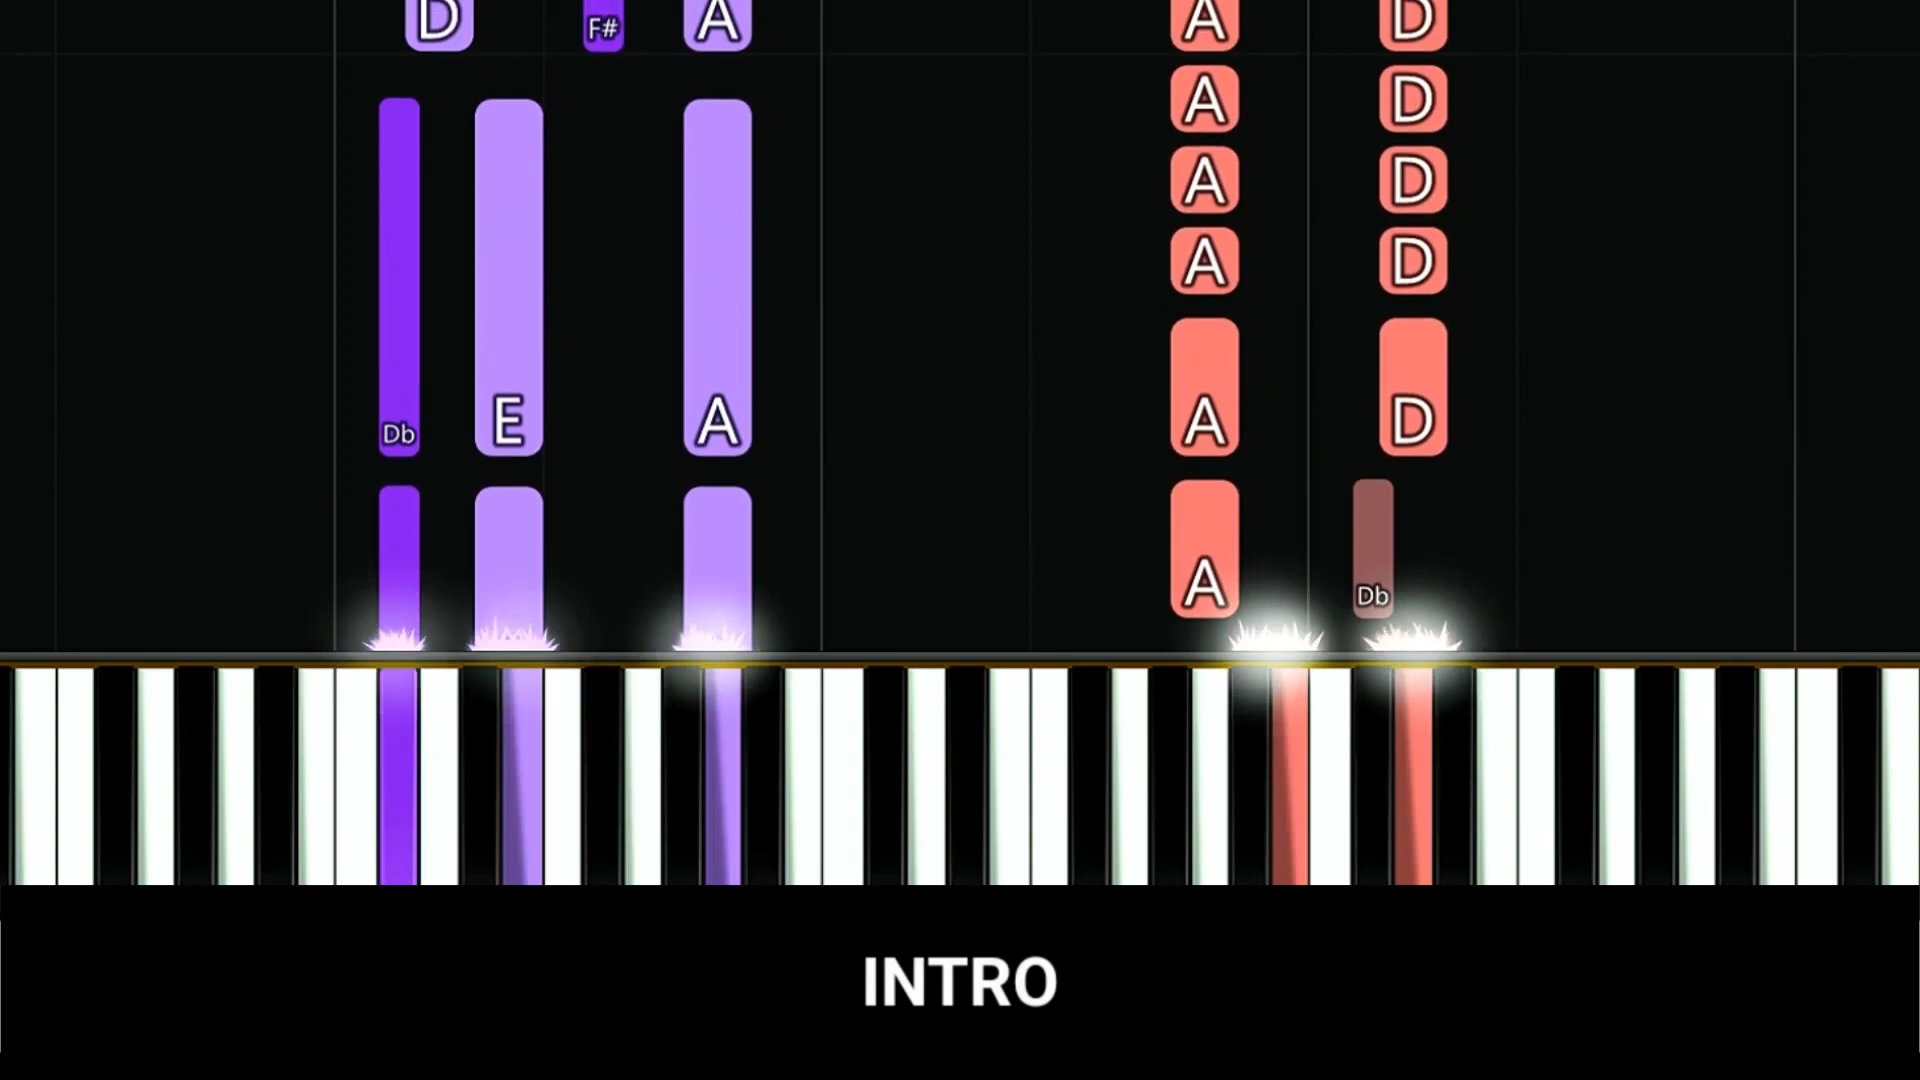 D F# A A D
A D
A D
A D
Db E A A D
A Db
INTRO